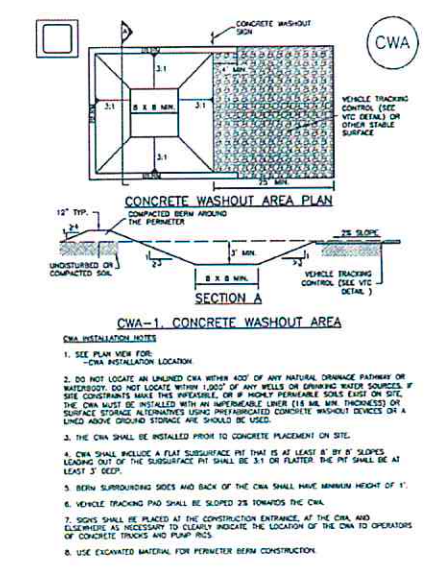 A
CONCRETE WASHOUT
SIGN
CWA
BERM
3:1
4' MIN.
3:1
8 X 8 MIN.
3:1
BERM
3:1
BERM
VEHICLE TRACKING
CONTROL (SEE
VTC DETAIL) OR
OTHER STABLE
SURFACE
25' MIN.
CONCRETE WASHOUT AREA PLAN
12" TYP.
COMPACTED BERM AROUND
THE PERIMETER
2% SLOPE
3' MIN.
UNDISTURBED OR
COMPACTED SOIL
8 X 8 MIN.
VEHICLE TRACKING
CONTROL (SEE VTC
DETAIL )
SECTION A
CWA-1. CONCRETE WASHOUT AREA
CWA INSTALLATION NOTES
1. SEE PLAN VIEW FOR:
-CWA INSTALLATION LOCATION.
2. DO NOT LOCATE AN UNLINED CWA WITHIN 400' OF ANY NATURAL DRAINAGE PATHWAY OR
WATERBODY. DO NOT LOCATE WITHIN 1,000' OF ANY WELLS OR DRINKING WATER SOURCES. IF
SITE CONSTRAINTS MAKE THIS INFEASIBLE, OR IF HIGHLY PERMEABLE SOILS EXIST ON SITE,
THE CWA MUST BE INSTALLED WITH AN IMPERMEABLE LINER (16 MIL MIN. THICKNESS) OR
SURFACE STORAGE ALTERNATIVES USING PREFABRICATED CONCRETE WASHOUT DEVICES OR A
LINED ABOVE GROUND STORAGE ARE SHOULD BE USED.
3. THE CWA SHALL BE INSTALLED PRIOR TO CONCRETE PLACEMENT ON SITE.
4. CWA SHALL INCLUDE A FLAT SUBSURFACE PIT THAT IS AT LEAST 8' BY 8' SLOPES
LEADING OUT OF THE SUBSURFACE PIT SHALL BE 3:1 OR FLATTER. THE PIT SHALL BE AT
LEAST 3' DEEP.
5. BERM SURROUNDING SIDES AND BACK OF THE CWA SHALL HAVE MINIMUM HEIGHT OF 1'.
6. VEHICLE TRACKING PAD SHALL BE SLOPED 2% TOWARDS THE CWA.
7. SIGNS SHALL BE PLACED AT THE CONSTRUCTION ENTRANCE, AT THE CWA, AND
ELSEWHERE AS NECESSARY TO CLEARLY INDICATE THE LOCATION OF THE CWA TO OPERATORS
OF CONCRETE TRUCKS AND PUMP RIGS.
8. USE EXCAVATED MATERIAL FOR PERIMETER BERM CONSTRUCTION.